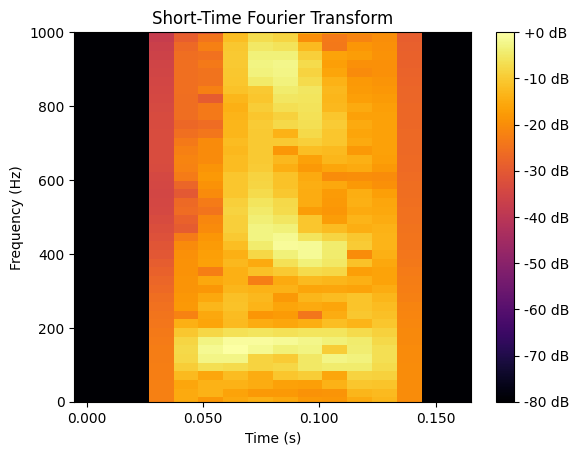 Short-Time Fourier Transform
Frequency (Hz)
1000
800
600
400
200
0
0.000
0.050
0.100
0.150
Time (s)
+0 dB
-10 dB
-20 dB
-30 dB
-40 dB
-50 dB
-60 dB
-70 dB
-80 dB